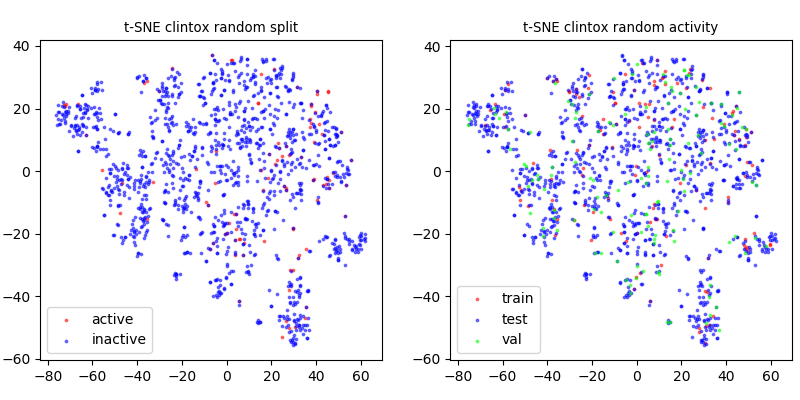 t-SNE clintox random split
40
20
0
−20
−40
−60
−80 −60 −40 −20 0 20 40 60
active
inactive
t-SNE clintox random activity
40
20
0
−20
−40
−60
−80 −60 −40 −20 0 20 40 60
train
test
val